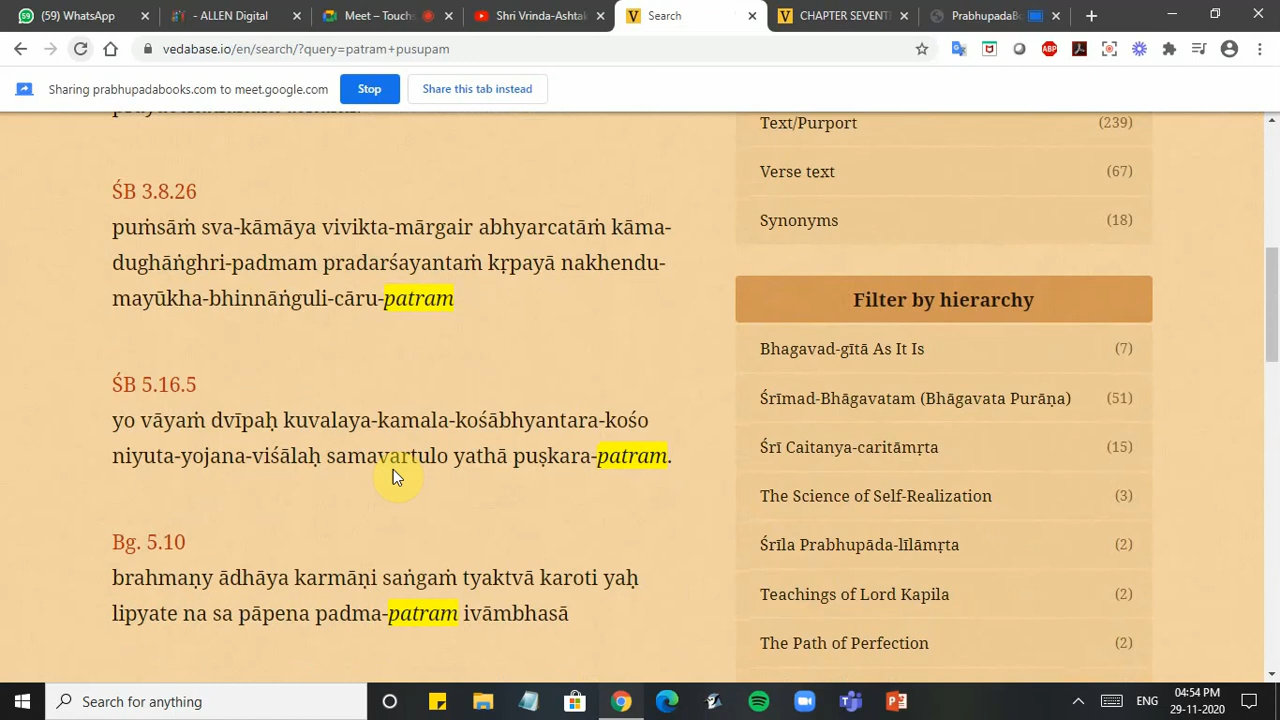 (59) WhatsApp
- ALLEN Digital
Meet – Touchs
Shri Vrinda-Ashtak
Search
CHAPTER SEVENT
PrabhupadaBo
vedabase.io/en/search/?query=patram+pusupam
Sharing prabhupadabooks.com to meet.google.com
Stop
Share this tab instead
ŚB 3.8.26
puṁsāṁ sva-kāmāya vivikta-mārgair abhyarcatāṁ kāma-
dughāṅghri-padmam pradarśayantaṁ kṛpayā nakhendu-
mayūkha-bhinnāṅguli-cāru-patram
ŚB 5.16.5
yo vāyaṁ dvīpaḥ kuvalaya-kamala-kośābhyantara-kośo
niyuta-yojana-viśālaḥ samavartulo yathā puṣkara-patram.
Bg. 5.10
brahmaṇy ādhāya karmāṇi saṅgaṁ tyaktvā karoti yaḥ
lipyate na sa pāpena padma-patram ivāmbhasā
Text/Purport (239)
Verse text (67)
Synonyms (18)
Filter by hierarchy
Bhagavad-gītā As It Is (7)
Śrīmad-Bhāgavatam (Bhāgavata Purāṇa) (51)
Śrī Caitanya-caritāmṛta (15)
The Science of Self-Realization (3)
Śrīla Prabhupāda-līlāmṛta (2)
Teachings of Lord Kapila (2)
The Path of Perfection (2)
Search for anything
ENG
04:54 PM
29-11-2020